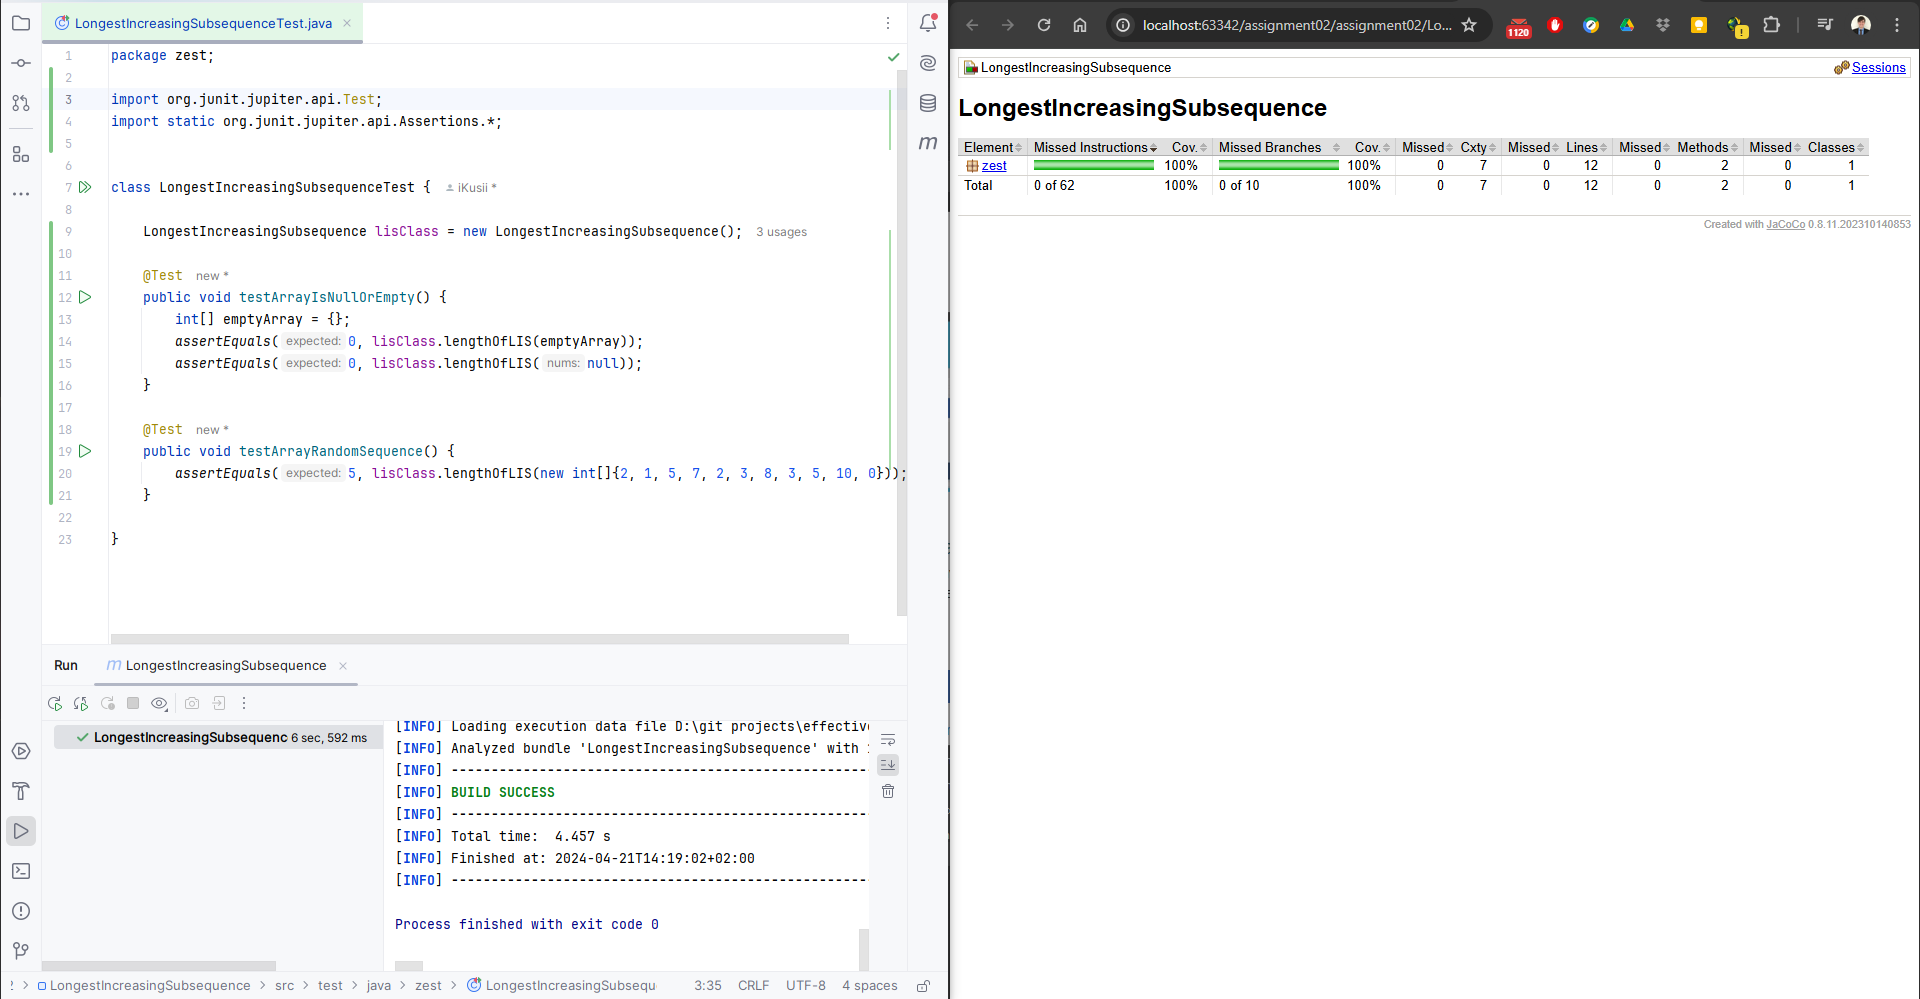 LongestIncreasingSubsequenceTest.java
1 package zest;
2
3 import org.junit.jupiter.api.Test;
4 import static org.junit.jupiter.api.Assertions.*;
5
6
7 class LongestIncreasingSubsequenceTest { iKusii *
8
9 LongestIncreasingSubsequence lisClass = new LongestIncreasingSubsequence(); 3 usages
10
11 @Test new *
12 public void testArrayIsNullOrEmpty() {
13 int[] emptyArray = {};
14 assertEquals( expected: 0, lisClass.lengthOfLIS(emptyArray));
15 assertEquals( expected: 0, lisClass.lengthOfLIS( nums: null));
16 }
17
18 @Test new *
19 public void testArrayRandomSequence() {
20 assertEquals( expected: 5, lisClass.lengthOfLIS(new int[]{2, 1, 5, 7, 2, 3, 8, 3, 5, 10, 0}));
21 }
22
23 }
Run m LongestIncreasingSubsequence
LongestIncreasingSubsequenc 6 sec, 592 ms
[INFO] Loading execution data file D:\git projects\effective
[INFO] Analyzed bundle 'LongestIncreasingSubsequence' with
[INFO] ----------------------------------------------------
[INFO] BUILD SUCCESS
[INFO] ----------------------------------------------------
[INFO] Total time:  4.457 s
[INFO] Finished at: 2024-04-21T14:19:02+02:00
[INFO] ----------------------------------------------------
Process finished with exit code 0
LongestIncreasingSubsequence > src > test > java > zest > LongestIncreasingSubsequ 3:35 CRLF UTF-8 4 spaces
m
localhost:63342/assignment02/assignment02/Lo...
1120
LongestIncreasingSubsequence Sessions
LongestIncreasingSubsequence
Element Missed Instructions Cov. Missed Branches Cov. Missed Cxty Missed Lines Missed Methods Missed Classes
zest 100% 100% 0 7 0 12 0 2 0 1
Total 0 of 62 100% 0 of 10 100% 0 7 0 12 0 2 0 1
Created with JaCoCo 0.8.11.202310140853